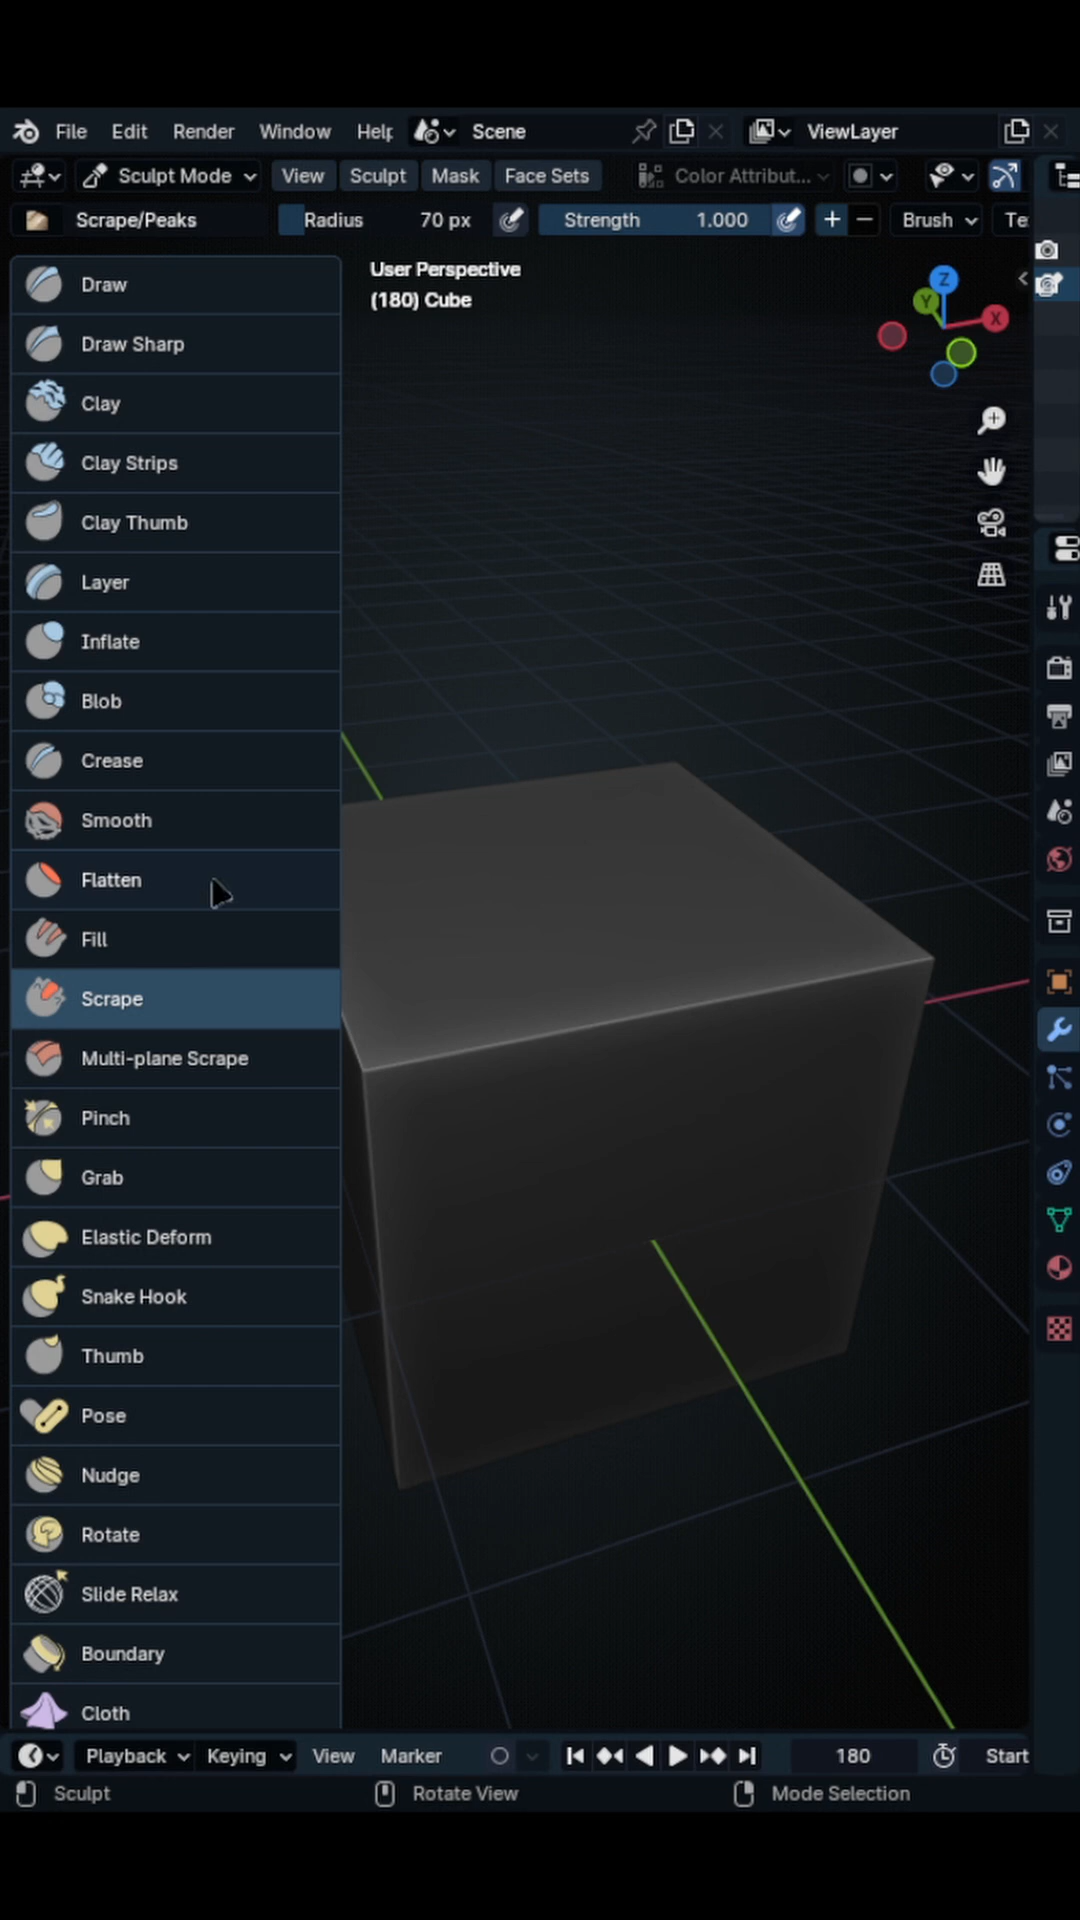 File Edit Render Window Help Scene ViewLayer
Sculpt Mode View Sculpt Mask Face Sets Color Attribut...
Scrape/Peaks Radius 70 px Strength 1.000 + − Brush Te
User Perspective
(180) Cube
Z
Y
X
Draw
Draw Sharp
Clay
Clay Strips
Clay Thumb
Layer
Inflate
Blob
Crease
Smooth
Flatten
Fill
Scrape
Multi-plane Scrape
Pinch
Grab
Elastic Deform
Snake Hook
Thumb
Pose
Nudge
Rotate
Slide Relax
Boundary
Cloth
Playback Keying View Marker 180 Start
Sculpt Rotate View Mode Selection